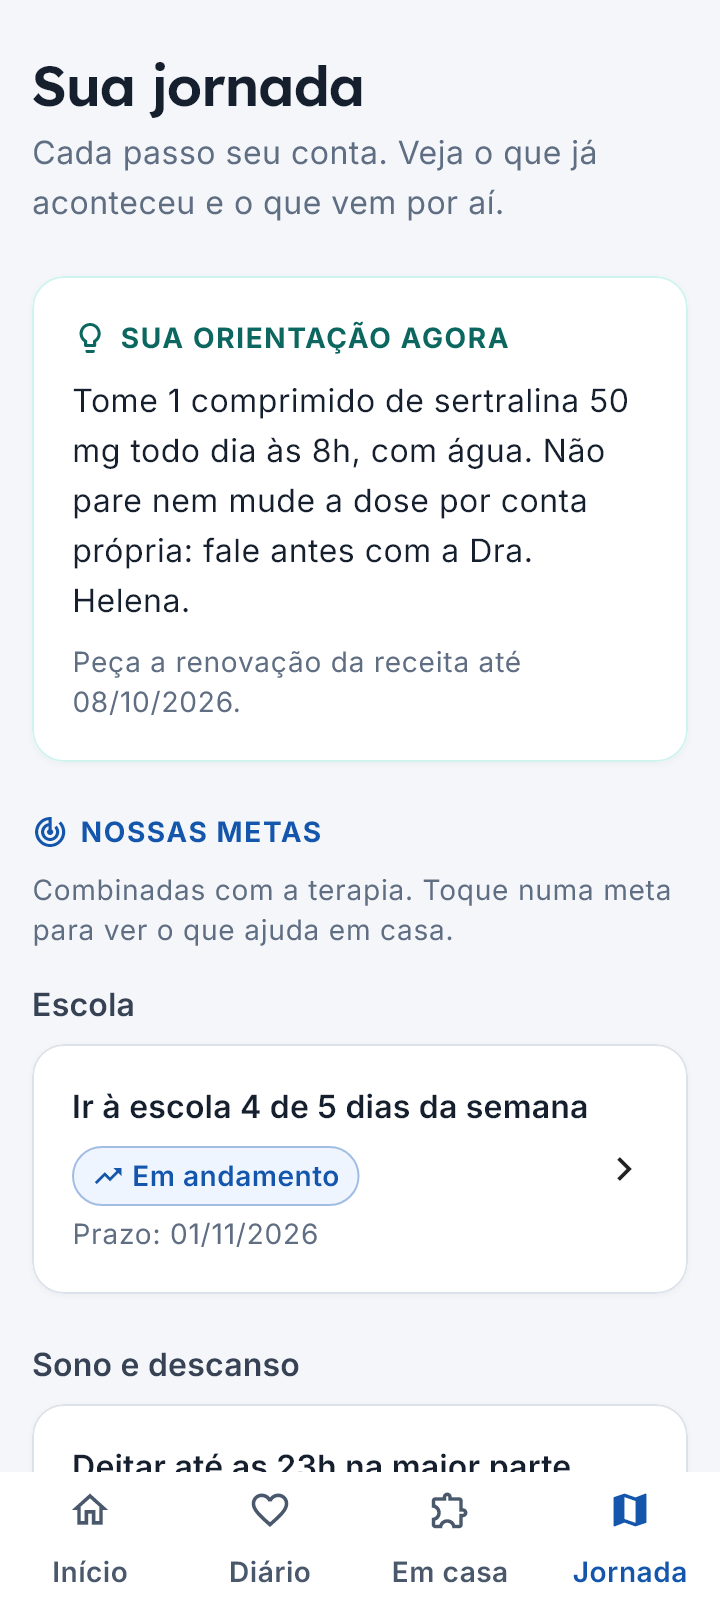 Sua jornada
Cada passo seu conta. Veja o que já
aconteceu e o que vem por aí.
SUA ORIENTAÇÃO AGORA
Tome 1 comprimido de sertralina 50
mg todo dia às 8h, com água. Não
pare nem mude a dose por conta
própria: fale antes com a Dra.
Helena.
Peça a renovação da receita até
08/10/2026.
NOSSAS METAS
Combinadas com a terapia. Toque numa meta
para ver o que ajuda em casa.
Escola
Ir à escola 4 de 5 dias da semana
Em andamento
Prazo: 01/11/2026
Sono e descanso
Deitar até as 23h na maior parte
Início
Diário
Em casa
Jornada